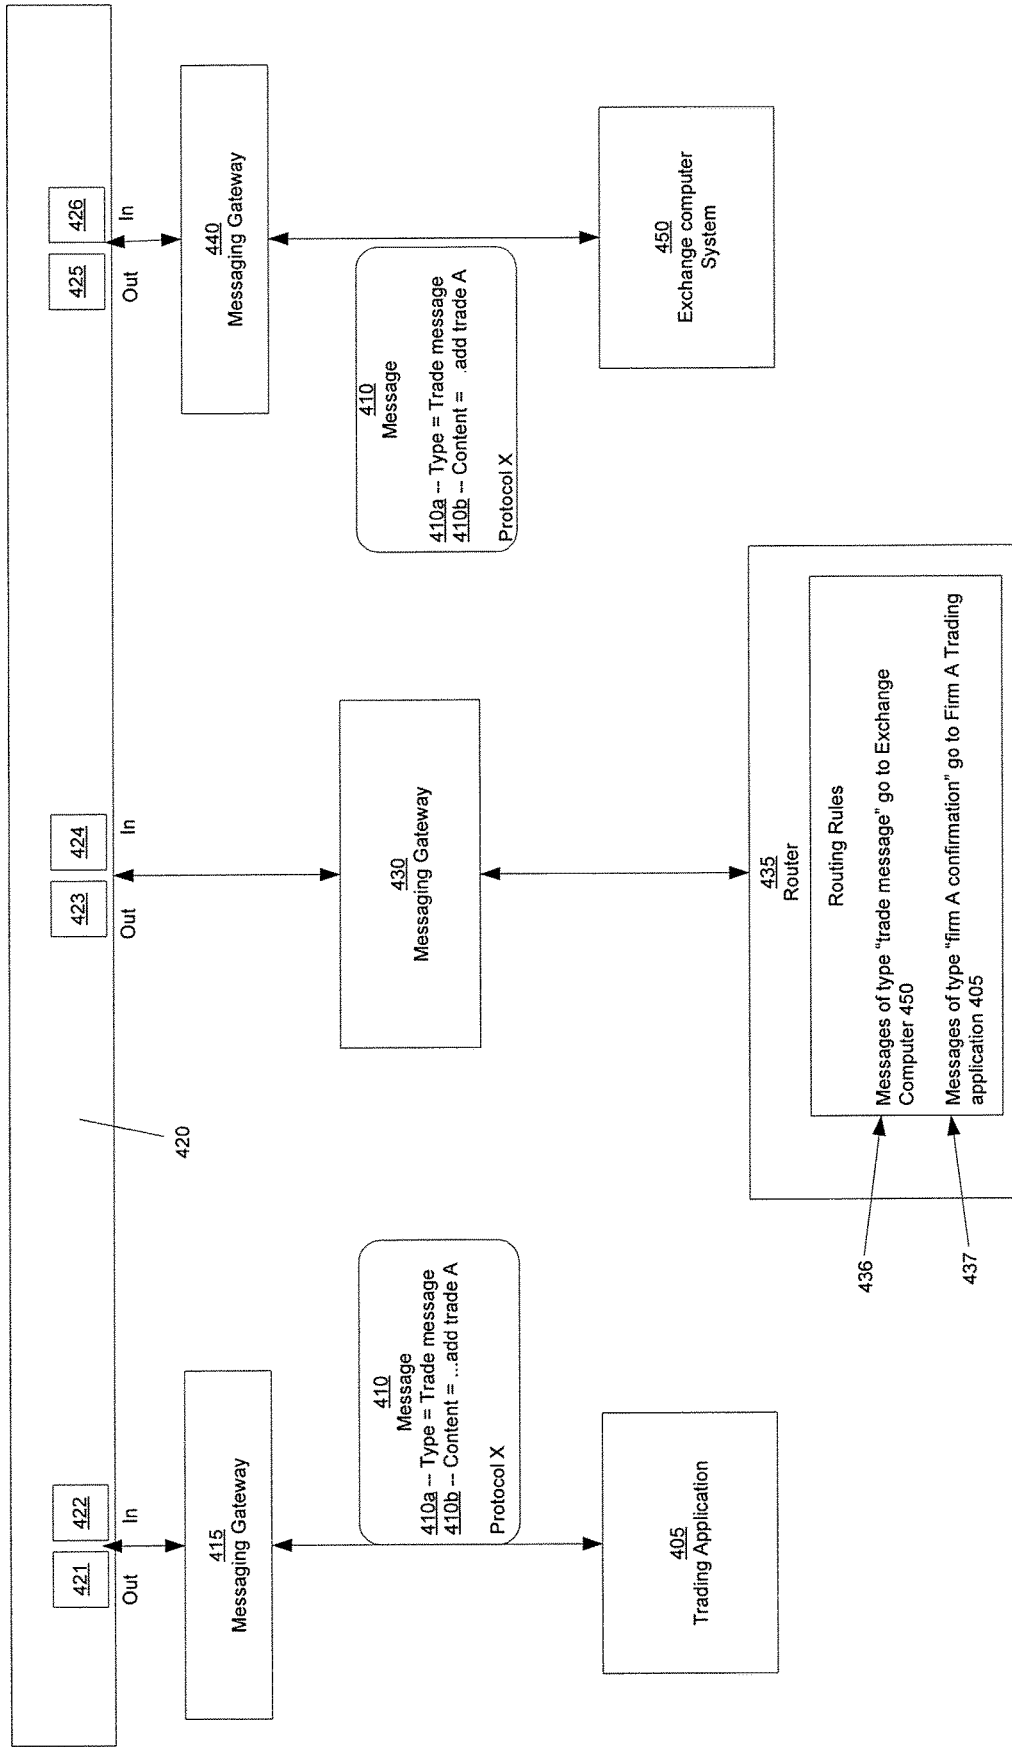 421
422
Out
In
423
424
Out
In
425
426
Out
In
420
415
Messaging Gateway
430
Messaging Gateway
440
Messaging Gateway
410
Message
410a -- Type = Trade message
410b -- Content = ...add trade A
Protocol X
410
Message
410a -- Type = Trade message
410b -- Content = .add trade A
Protocol X
405
Trading Application
450
Exchange computer
System
435
Router
Routing Rules
436
Messages of type “trade message” go to Exchange
Computer 450
437
Messages of type “firm A confirmation” go to Firm A Trading
application 405